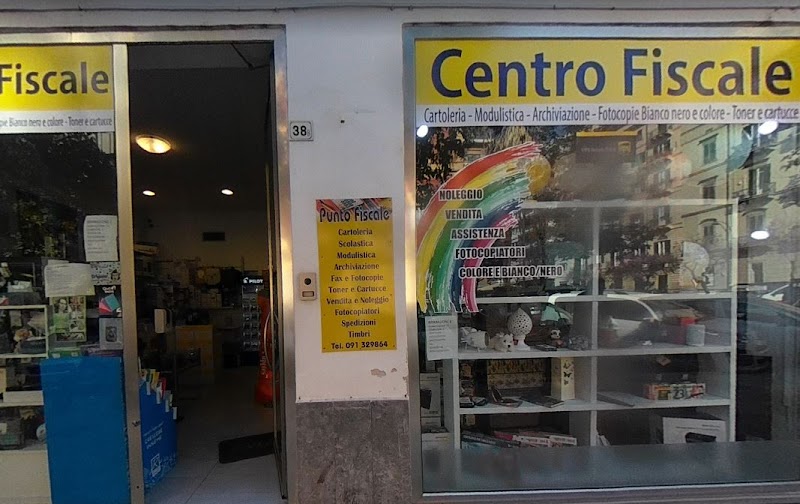 Fiscale
pie Bianco nero e colore - Toner e cartucce
38
PILOT
Punto Fiscale
Cartoleria
Scolastica
Modulistica
Archiviazione
Fax e Fotocopie
Toner e Cartucce
Vendita e Noleggio
Fotocopiatori
Spedizioni
Timbri
Tel. 091 329864
Centro Fiscale
Cartoleria - Modulistica - Archiviazione - Fotocopie Bianco nero e colore - Toner e cartucce
NOLEGGIO
VENDITA
ASSISTENZA
FOTOCOPIATORI
COLORE E BIANCO/NERO